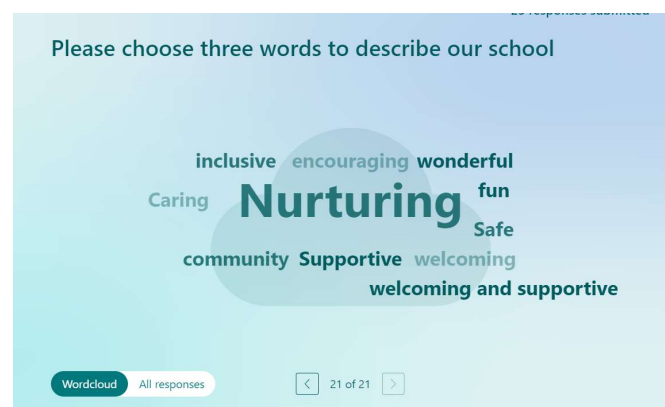 Please choose three words to describe our school
inclusive encouraging wonderful
Caring Nurturing fun
Safe
community Supportive welcoming
welcoming and supportive
Wordcloud All responses 21 of 21